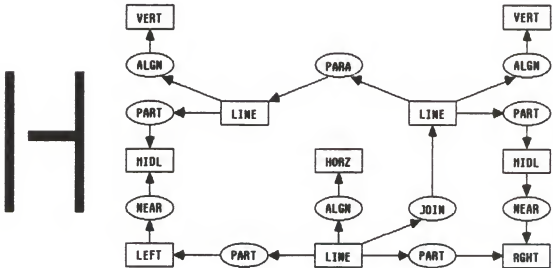 VERT VERT
ALGN PARA ALGN
PART LINE LINE PART
MIDL HORZ MIDL
NEAR ALGN JOIN NEAR
LEFT PART LINE PART RGHT